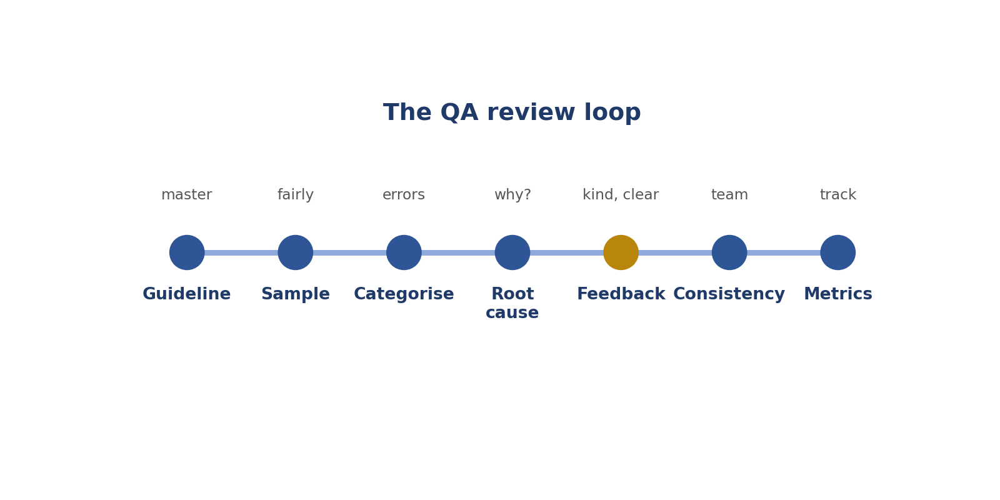 The QA review loop
master fairly errors why? kind, clear team track
Guideline Sample Categorise Root Feedback Consistency Metrics
cause